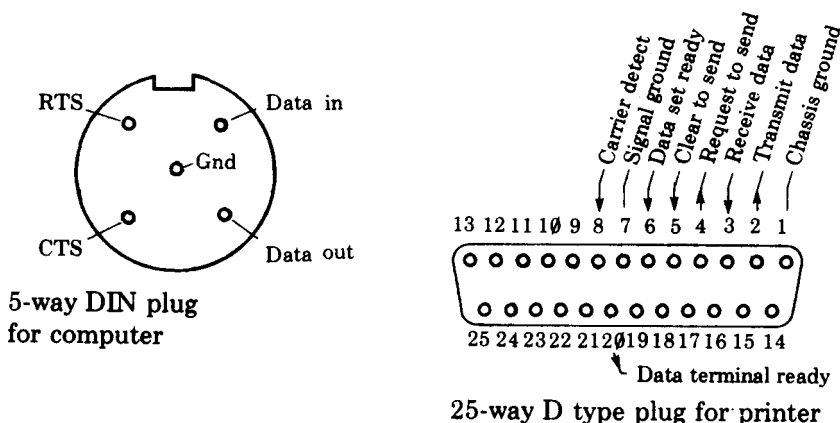 RTS
Data in
Gnd
CTS
Data out
5-way DIN plug
for computer
Carrier detect
Signal ground
Data set ready
Clear to send
Request to send
Receive data
Transmit data
Chassis ground
13 12 11 10 9 8 7 6 5 4 3 2 1
25 24 23 22 21 20 19 18 17 16 15 14
Data terminal ready
25-way D type plug for printer